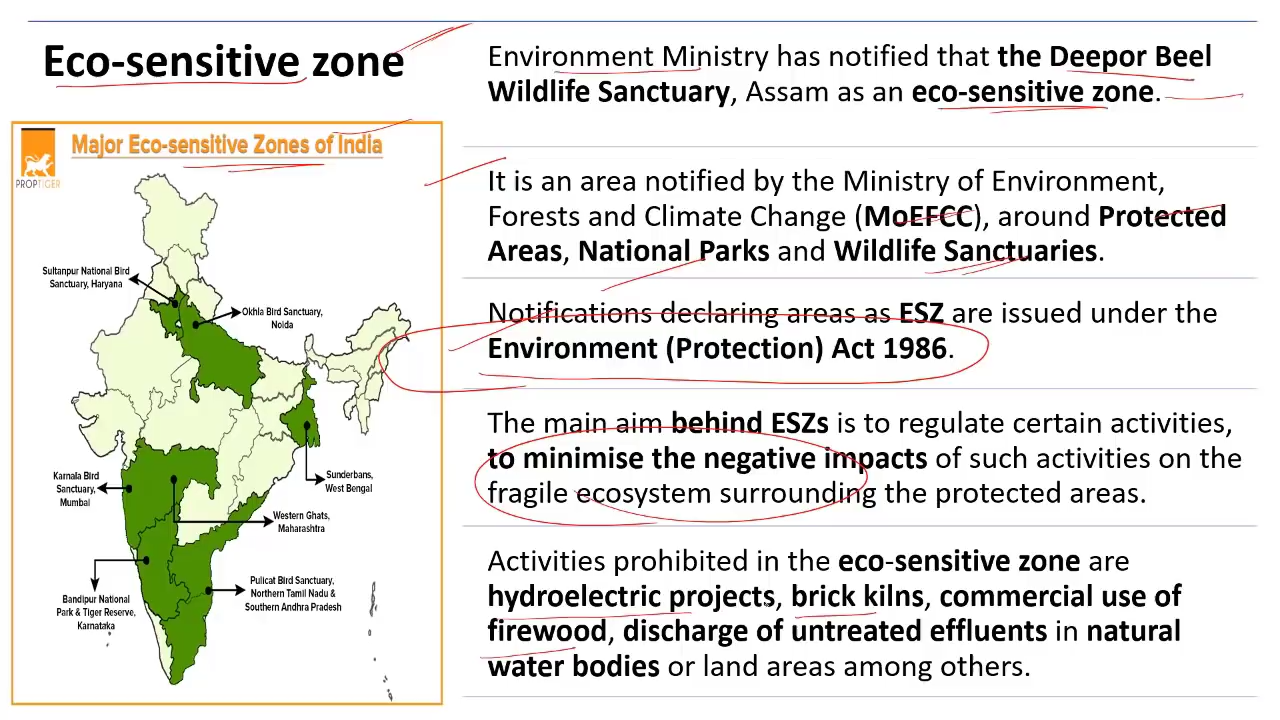 Eco-sensitive zone
Major Eco-sensitive Zones of India
PROPTIGER
Sultanpur National Bird
Sanctuary, Haryana
Okhla Bird Sanctuary,
Noida
Karnala Bird
Sanctuary,
Mumbai
Sunderbans,
West Bengal
Western Ghats,
Maharashtra
Bandipur National
Park & Tiger Reserve,
Karnataka
Pulicat Bird Sanctuary,
Northern Tamil Nadu &
Southern Andhra Pradesh
Environment Ministry has notified that the Deepor Beel
Wildlife Sanctuary, Assam as an eco-sensitive zone.
It is an area notified by the Ministry of Environment,
Forests and Climate Change (MoEFCC), around Protected
Areas, National Parks and Wildlife Sanctuaries.
Notifications declaring areas as ESZ are issued under the
Environment (Protection) Act 1986.
The main aim behind ESZs is to regulate certain activities,
to minimise the negative impacts of such activities on the
fragile ecosystem surrounding the protected areas.
Activities prohibited in the eco-sensitive zone are
hydroelectric projects, brick kilns, commercial use of
firewood, discharge of untreated effluents in natural
water bodies or land areas among others.